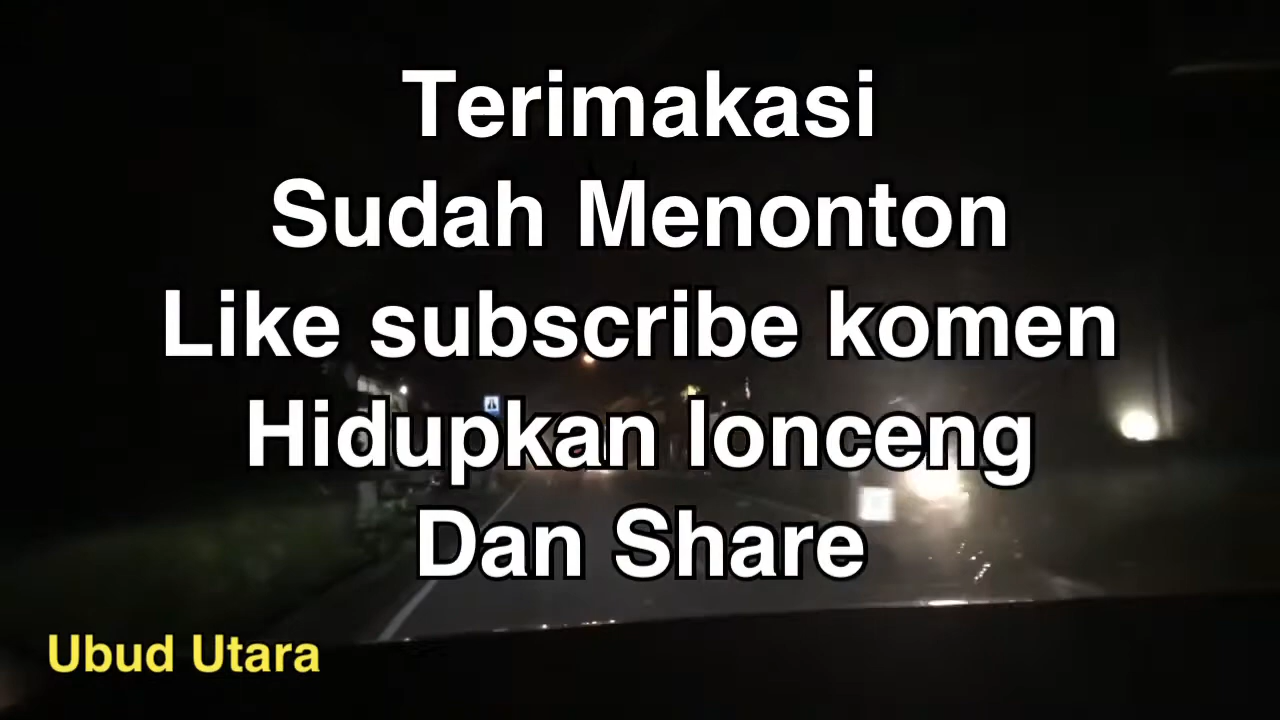 Terimakasi
Sudah Menonton
Like subscribe komen
Hidupkan lonceng
Dan Share
Ubud Utara